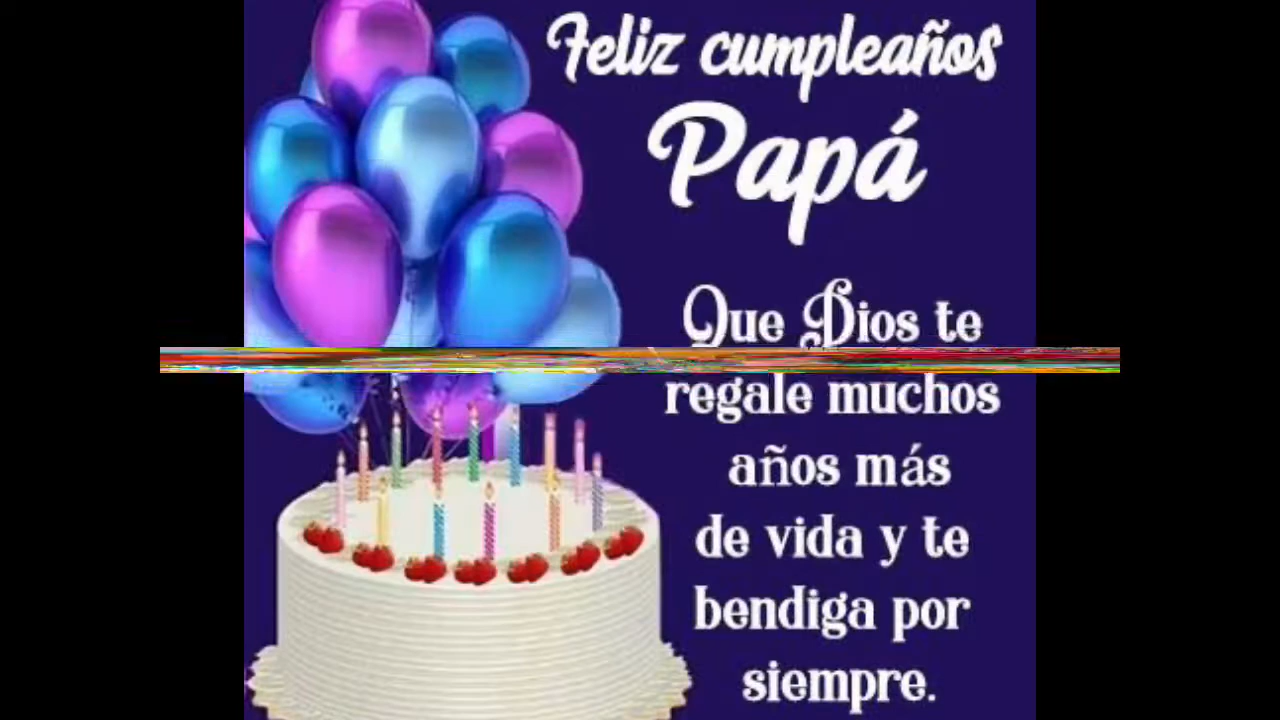 Feliz cumpleaños
Papá
Que Dios te
regale muchos
años más
de vida y te
bendiga por
siempre.